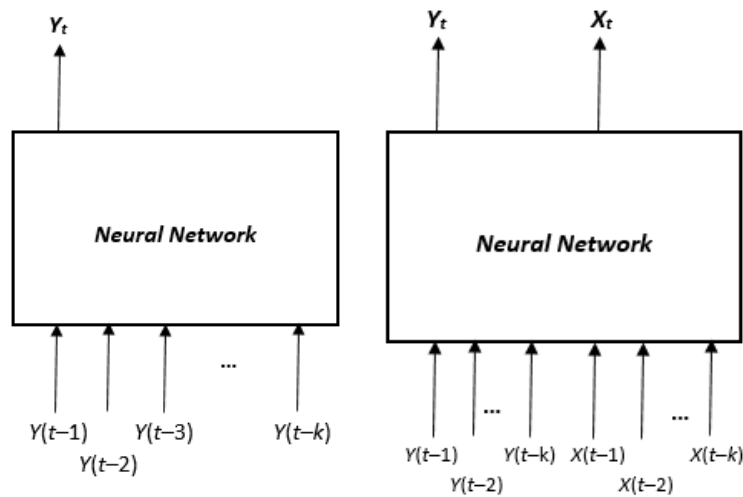 Yₜ
Neural Network
...
Y(t–1) Y(t–3) Y(t–k)
Y(t–2)
Yₜ Xₜ
Neural Network
... ...
Y(t–1) Y(t–k) X(t–1) X(t–k)
Y(t–2) X(t–2)